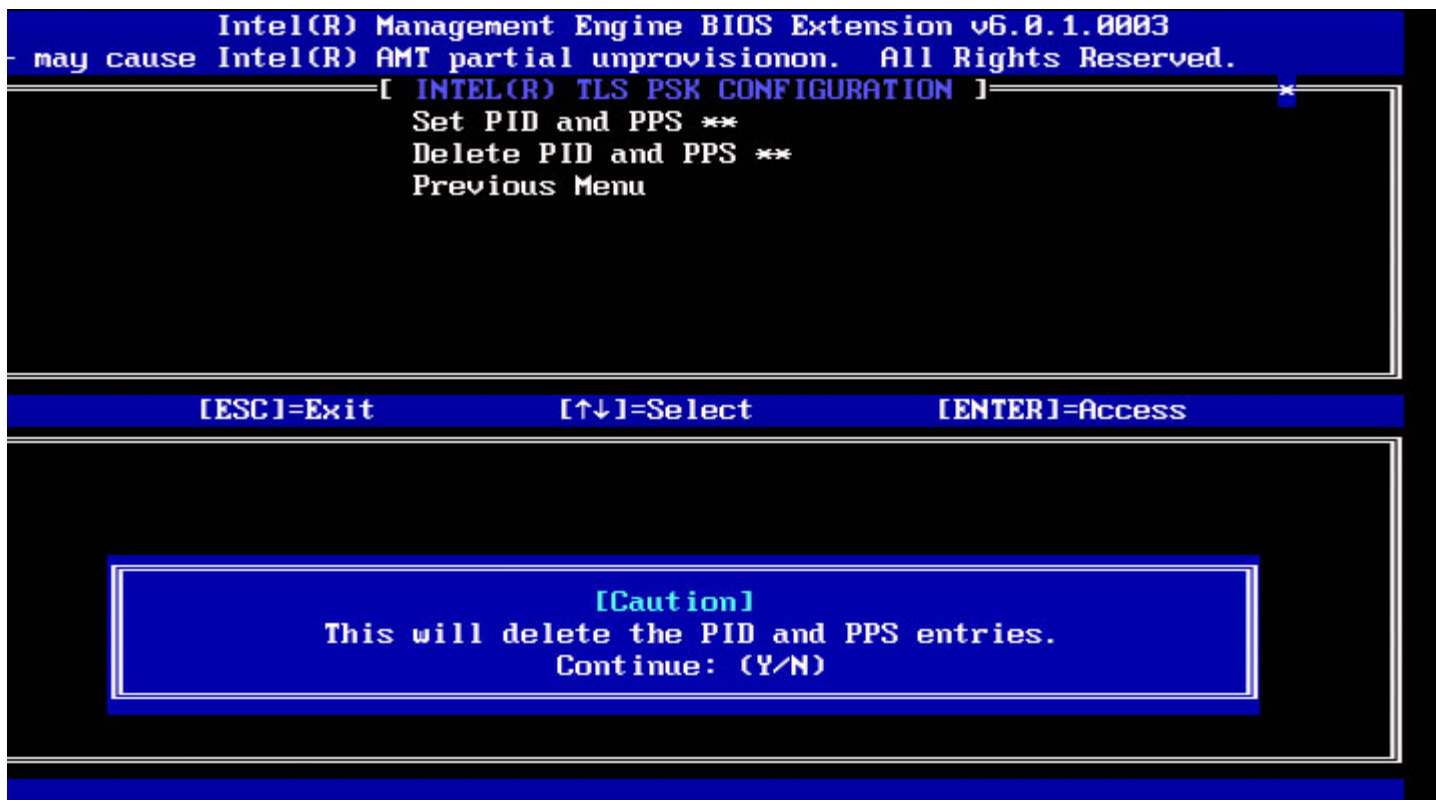 Intel(R) Management Engine BIOS Extension v6.0.1.0003
- may cause Intel(R) AMT partial unprovisionon. All Rights Reserved.
[ INTEL(R) TLS PSK CONFIGURATION ] *
Set PID and PPS **
Delete PID and PPS **
Previous Menu
[ESC]=Exit [↑↓]=Select [ENTER]=Access
[Caution]
This will delete the PID and PPS entries.
Continue: (Y/N)